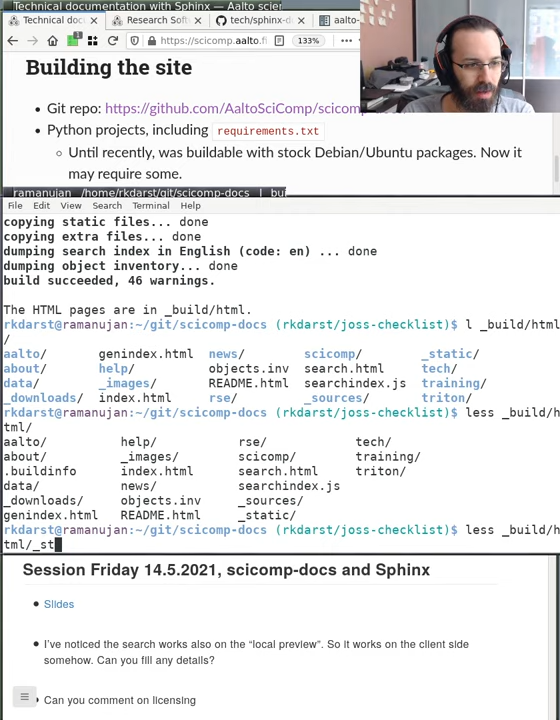 Technical documentation with Sphinx — Aalto scien
Technical docu
Research Soft
tech/sphinx-d
aalto-
https://scicomp.aalto.fi
133%
Building the site
• Git repo: https://github.com/AaltoSciComp/scicomp
• Python projects, including requirements.txt
Until recently, was buildable with stock Debian/Ubuntu packages. Now it
may require some.
ramanujan /home/rkdarst/git/scicomp-docs | bui
File Edit View Search Terminal Help
copying static files... done
copying extra files... done
dumping search index in English (code: en) ... done
dumping object inventory... done
build succeeded, 46 warnings.
The HTML pages are in _build/html.
rkdarst@ramanujan:~/git/scicomp-docs (rkdarst/joss-checklist)$ l _build/html
/
aalto/ genindex.html news/ scicomp/ _static/
about/ help/ objects.inv search.html tech/
data/ _images/ README.html searchindex.js training/
_downloads/ index.html rse/ _sources/ triton/
rkdarst@ramanujan:~/git/scicomp-docs (rkdarst/joss-checklist)$ less _build/h
tml/
aalto/ help/ rse/ tech/
about/ _images/ scicomp/ training/
.buildinfo index.html search.html triton/
data/ news/ searchindex.js
_downloads/ objects.inv _sources/
genindex.html README.html _static/
rkdarst@ramanujan:~/git/scicomp-docs (rkdarst/joss-checklist)$ less _build/h
tml/_st
Session Friday 14.5.2021, scicomp-docs and Sphinx
• Slides
• I've noticed the search works also on the “local preview”. So it works on the client side
somehow. Can you fill any details?
• Can you comment on licensing